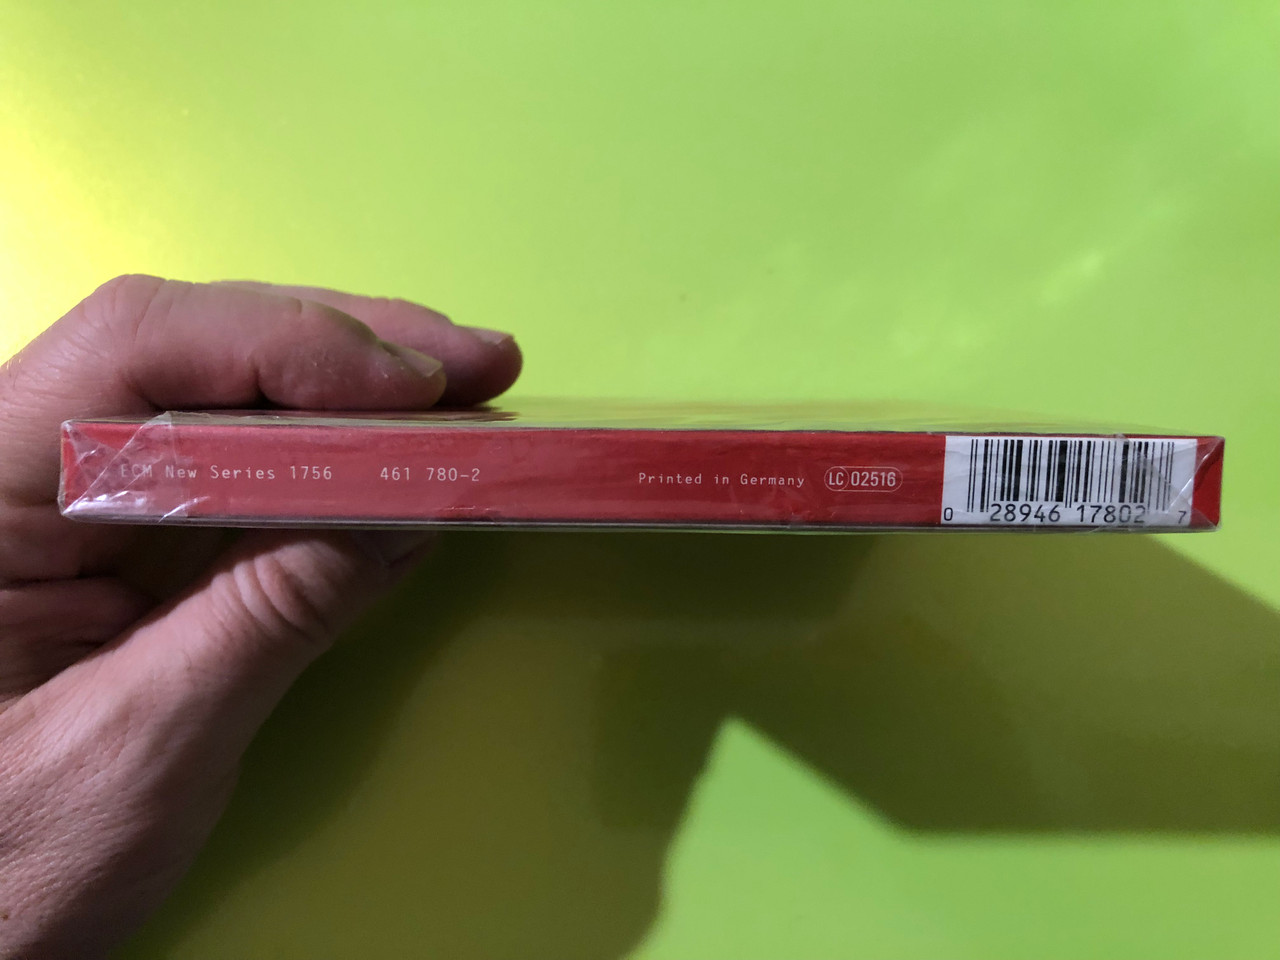 ECM New Series 1756 461 780-2 Printed in Germany LC 02516
0 28946 17802 7